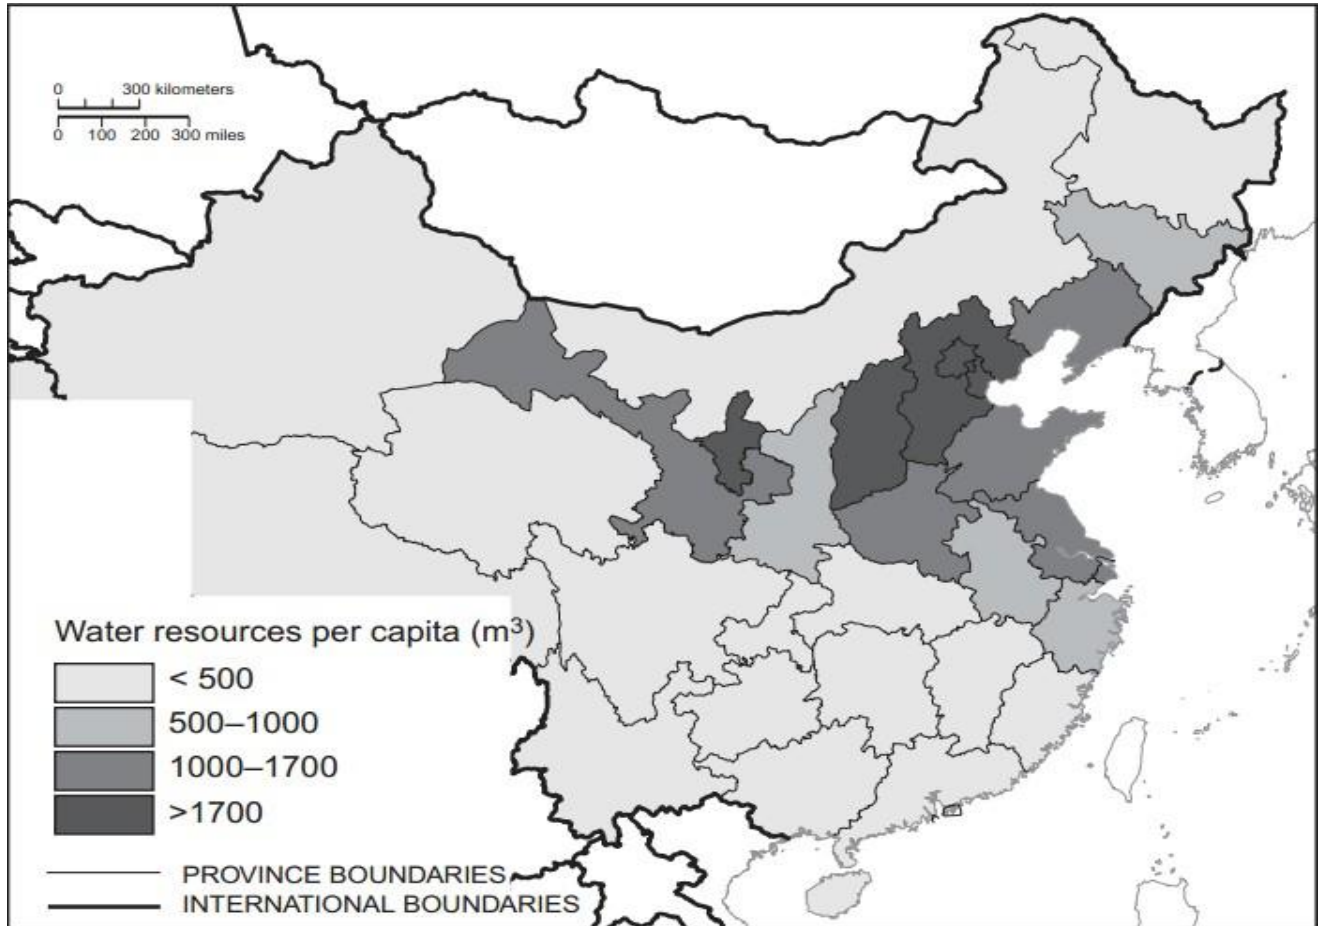 0 300 kilometers
0 100 200 300 miles
Water resources per capita (m³)
< 500
500–1000
1000–1700
>1700
PROVINCE BOUNDARIES
INTERNATIONAL BOUNDARIES